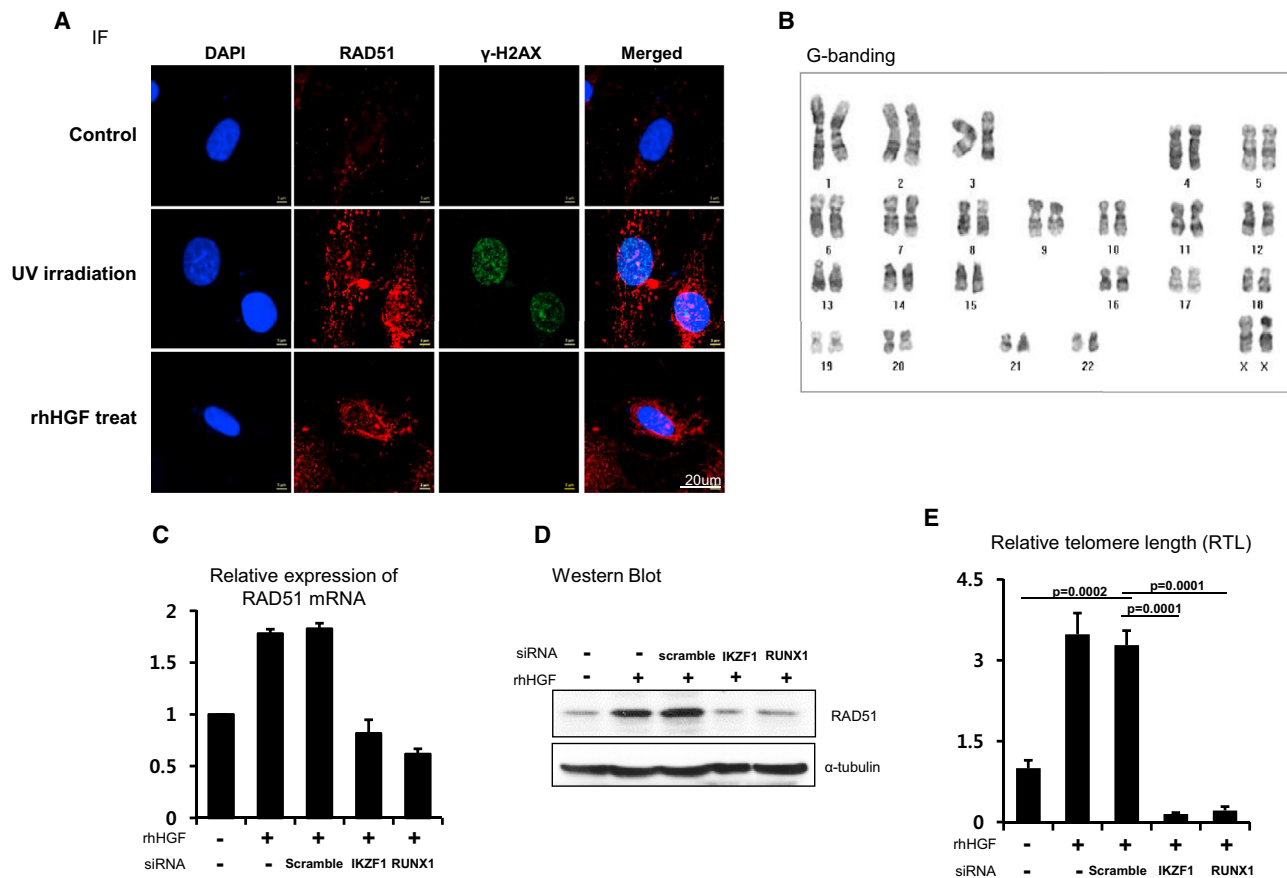 A
IF
DAPI RAD51 γ-H2AX Merged
Control
UV irradiation
rhHGF treat
20um
B
G-banding
1 2 3 4 5
6 7 8 9 10 11 12
13 14 15 16 17 18
19 20 21 22 X X
C
Relative expression of
RAD51 mRNA
2
1.5
1
0.5
0
rhHGF - + + + +
siRNA - Scramble IKZF1 RUNX1
D
Western Blot
siRNA - - scramble IKZF1 RUNX1
rhHGF - + + + +
RAD51
α-tubulin
E
Relative telomere length (RTL)
4.5
3
1.5
0
p=0.0002
p=0.0001
p=0.0001
rhHGF - + + + +
siRNA - - Scramble IKZF1 RUNX1